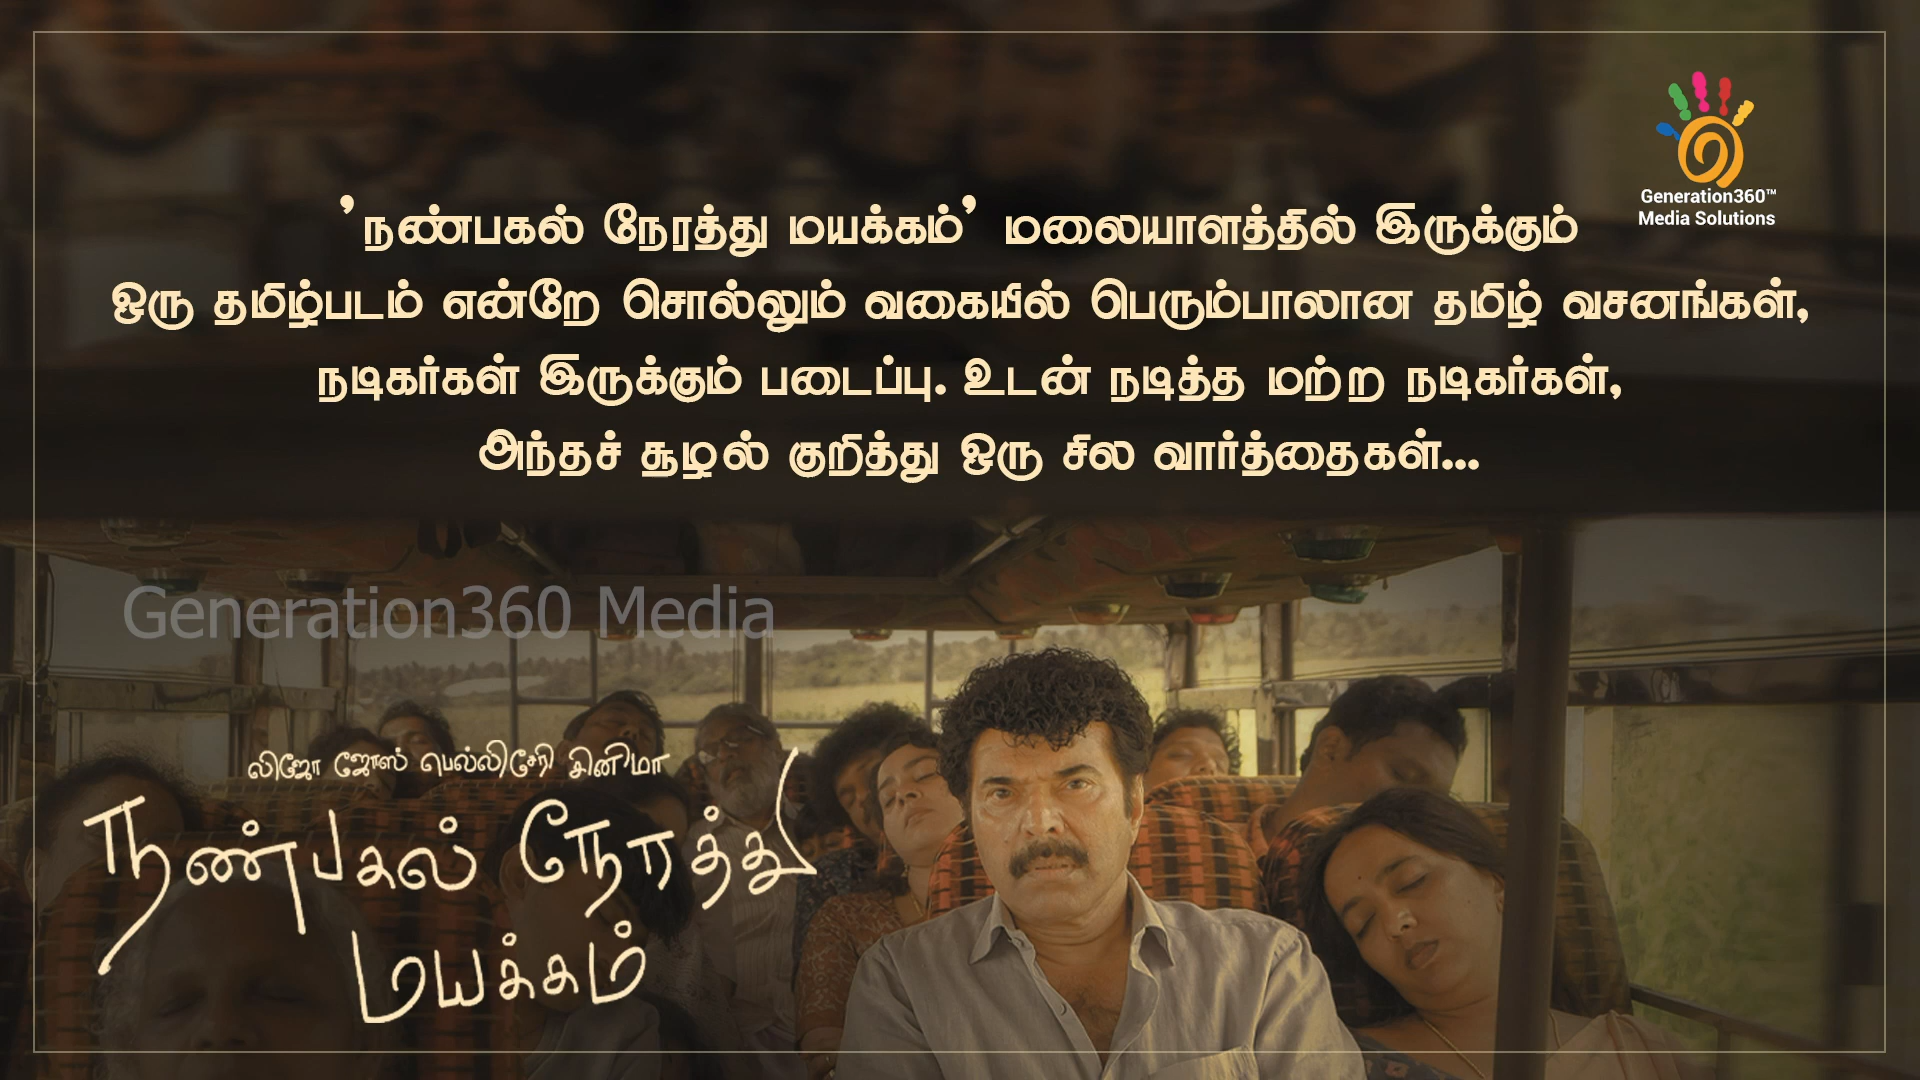 'நண்பகல் நேரத்து மயக்கம்' மலையாளத்தில் இருக்கும்
ஒரு தமிழ்படம் என்றே சொல்லும் வகையில் பெரும்பாலான தமிழ் வசனங்கள்,
நடிகர்கள் இருக்கும் படைப்பு. உடன் நடித்த மற்ற நடிகர்கள்,
அந்தச் சூழல் குறித்து ஒரு சில வார்த்தைகள்...
Generation360™
Media Solutions
Generation360 Media
லிஜோ ஜோஸ் பெல்லிசேரி சினிமா
நண்பகல் நேரத்து
மயக்கம்